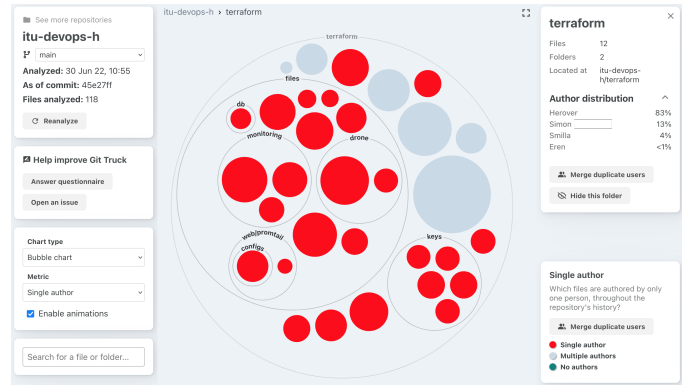 See more repositories
itu-devops-h
main
Analyzed: 30 Jun 22, 10:55
As of commit: 45e27ff
Files analyzed: 118
Reanalyze
Help improve Git Truck
Answer questionnaire
Open an issue
Chart type
Bubble chart
Metric
Single author
Enable animations
Search for a file or folder...
itu-devops-h › terraform
terraform
files
db
monitoring
drone
web/promtail
configs
keys
terraform
Files 12
Folders 2
Located at itu-devops-
h/terraform
Author distribution
Herover 83%
Simon 13%
Smilla 4%
Eren <1%
Merge duplicate users
Hide this folder
Single author
Which files are authored by only
one person, throughout the
repository's history?
Merge duplicate users
Single author
Multiple authors
No authors